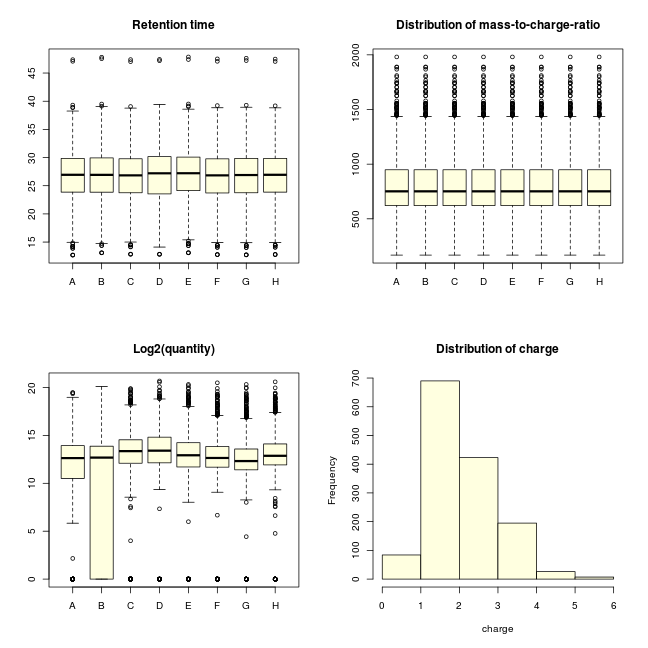 Retention time
45
40
35
30
25
20
15
A B C D E F G H
Distribution of mass-to-charge-ratio
2000
1500
1000
500
A B C D E F G H
Log2(quantity)
20
15
10
5
0
A B C D E F G H
Distribution of charge
Frequency
700
600
500
400
300
200
100
0
0 1 2 3 4 5 6
charge